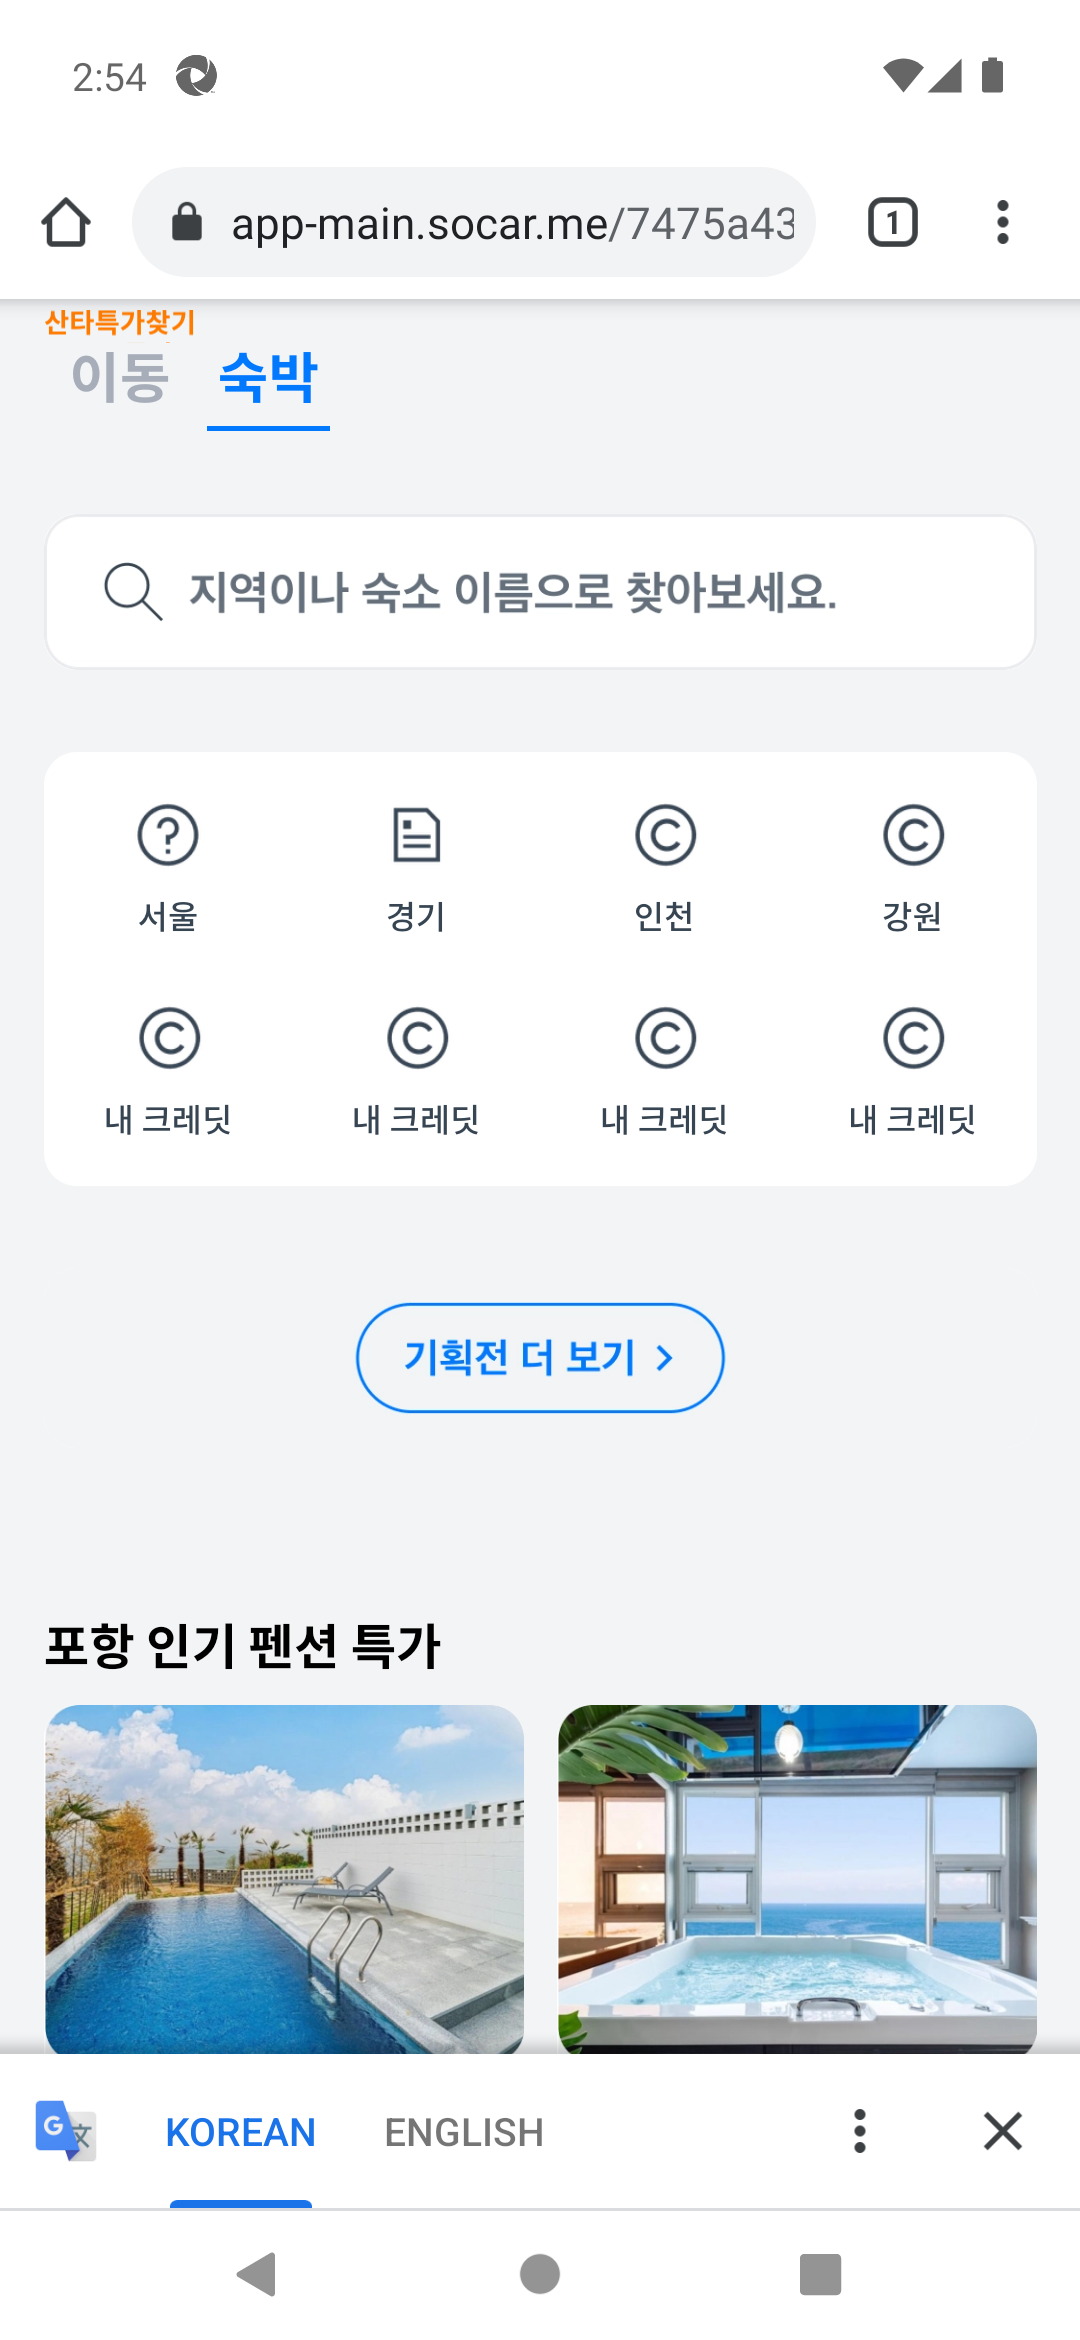 2:54
app-main.socar.me/7475a43
1
산타특가찾기
이동 숙박
지역이나 숙소 이름으로 찾아보세요.
서울 경기 인천 강원
내 크레딧 내 크레딧 내 크레딧 내 크레딧
기획전 더 보기
포항 인기 펜션 특가
KOREAN ENGLISH